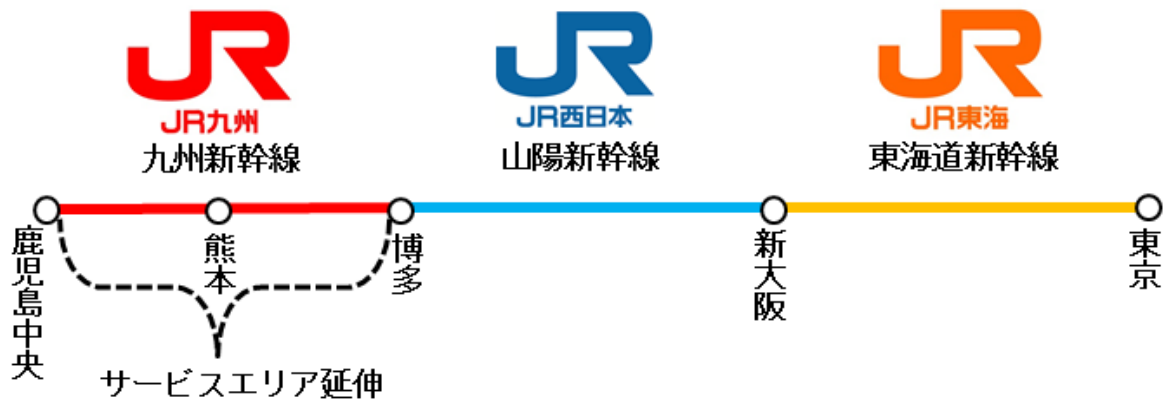 JR
JR九州
九州新幹線
JR
JR西日本
山陽新幹線
JR
JR東海
東海道新幹線
鹿児島中央
熊本
博多
新大阪
東京
サービスエリア延伸